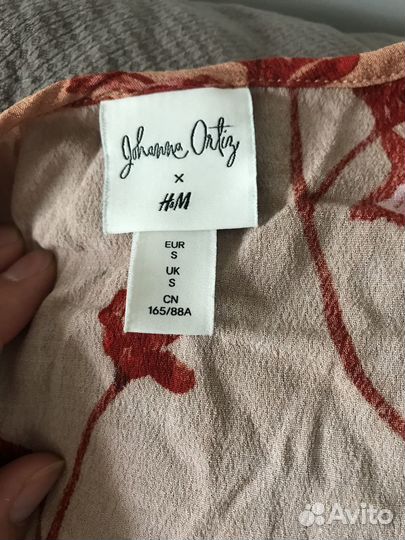 Johanna Ortiz
×
H&M
EUR
S
UK
S
CN
165/88A
Avito